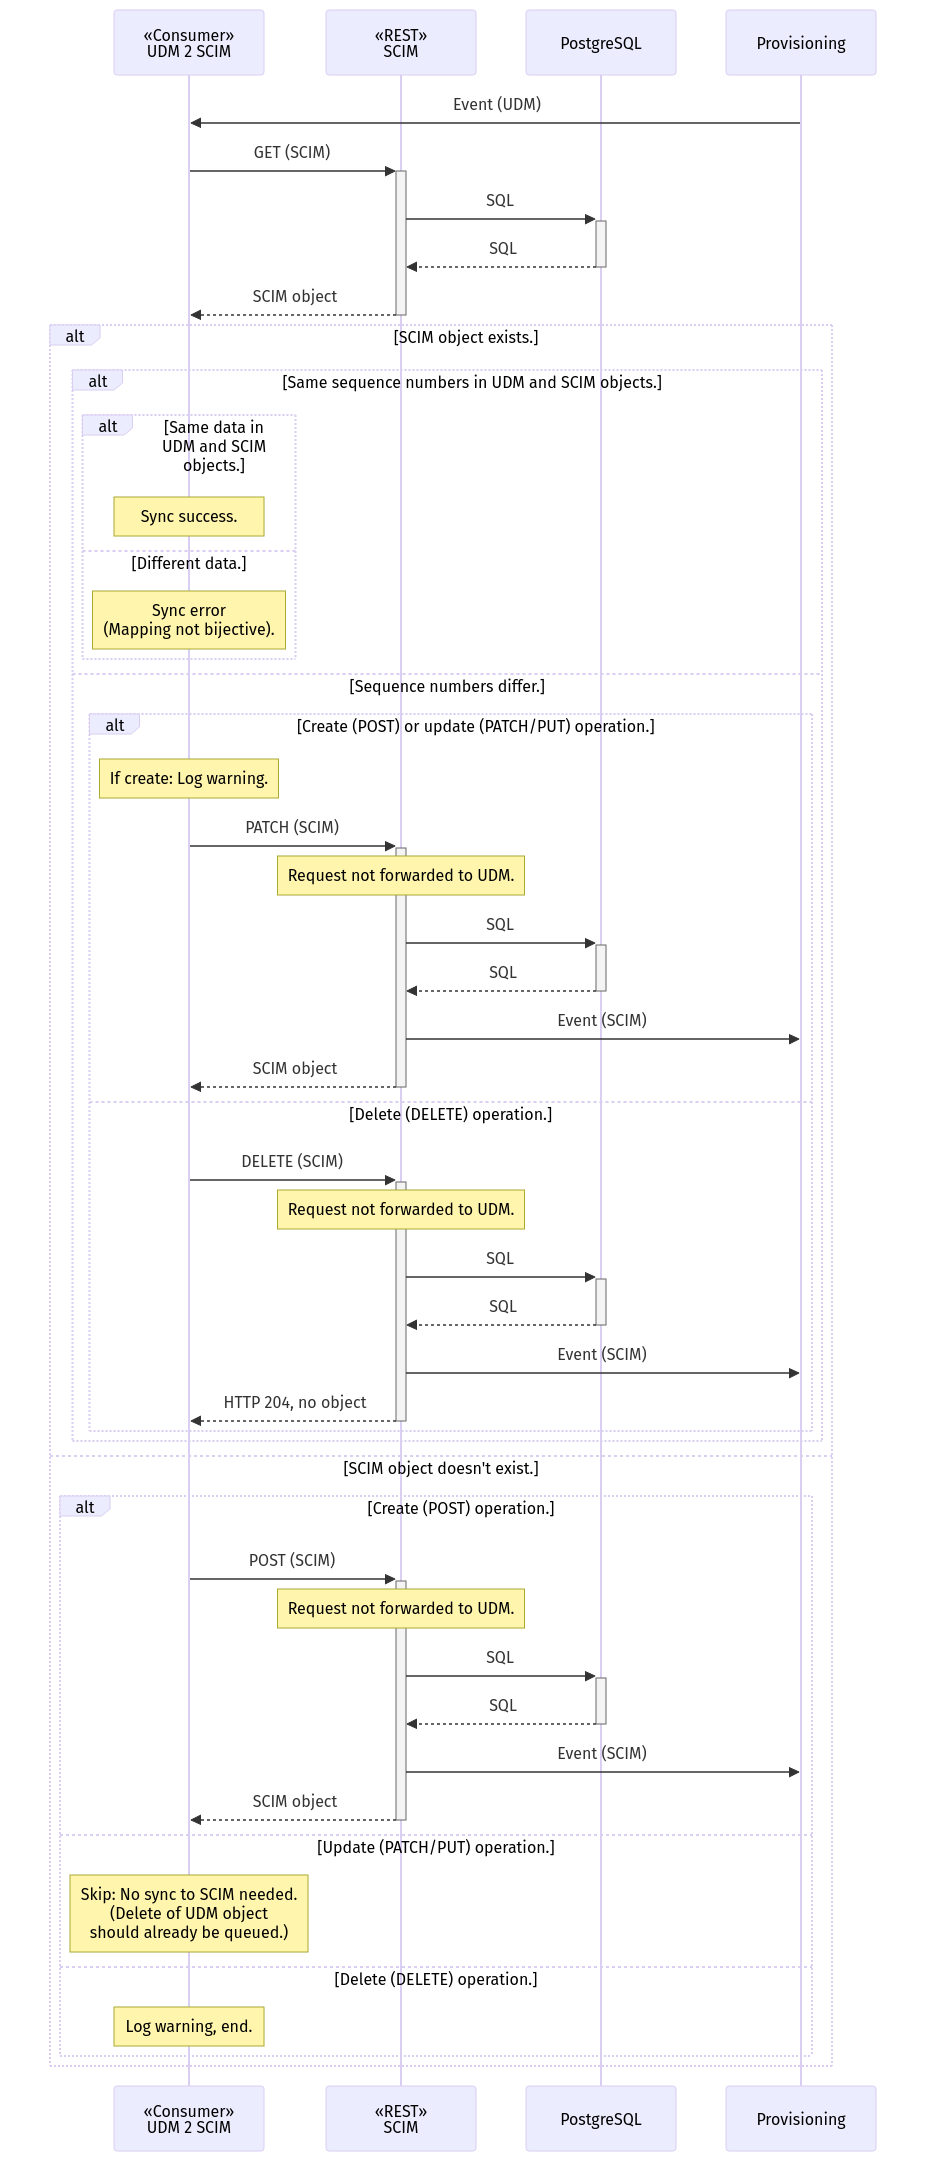 «Consumer»
UDM 2 SCIM
«REST»
SCIM
PostgreSQL
Provisioning
Event (UDM)
GET (SCIM)
SQL
SQL
SCIM object
alt
[SCIM object exists.]
alt
[Same sequence numbers in UDM and SCIM objects.]
alt
[Same data in
UDM and SCIM
objects.]
Sync success.
[Different data.]
Sync error
(Mapping not bijective).
[Sequence numbers differ.]
alt
[Create (POST) or update (PATCH/PUT) operation.]
If create: Log warning.
PATCH (SCIM)
Request not forwarded to UDM.
SQL
SQL
Event (SCIM)
SCIM object
[Delete (DELETE) operation.]
DELETE (SCIM)
Request not forwarded to UDM.
SQL
SQL
Event (SCIM)
HTTP 204, no object
[SCIM object doesn't exist.]
alt
[Create (POST) operation.]
POST (SCIM)
Request not forwarded to UDM.
SQL
SQL
Event (SCIM)
SCIM object
[Update (PATCH/PUT) operation.]
Skip: No sync to SCIM needed.
(Delete of UDM object
should already be queued.)
[Delete (DELETE) operation.]
Log warning, end.
«Consumer»
UDM 2 SCIM
«REST»
SCIM
PostgreSQL
Provisioning